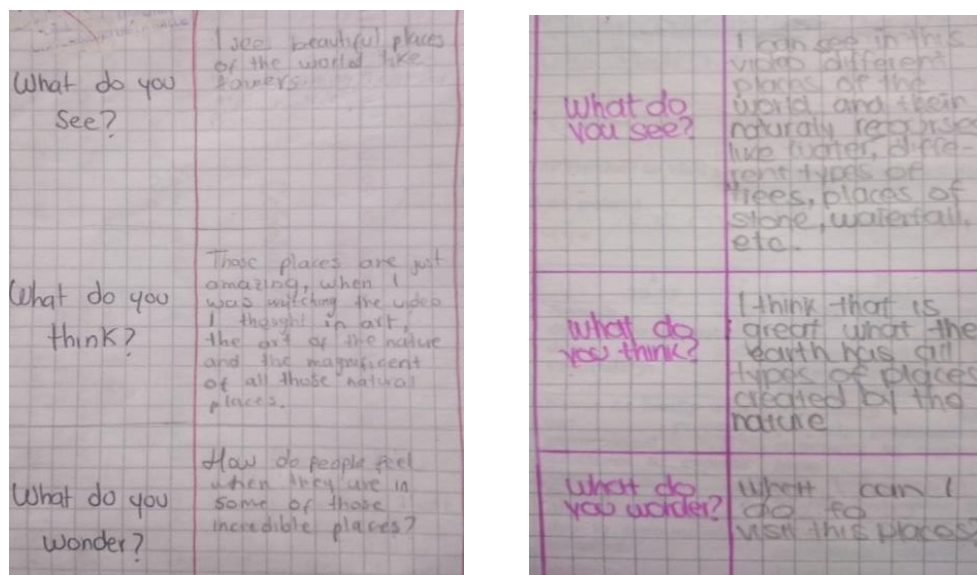 What do you
See?
I see beautiful places
of the world like
What do you
think?
Those places are just
amazing, when I
was watching the video
I thought in art,
the art of the nature
and the magnificent
of all those natural
places.
What do you
wonder?
How do people feel
when they are in
some of those
incredible places?
What do
you see?
I can see in this
video different
places of the
world and their
naturaly recourse
like water, diffe-
rent types of
trees, places of
stone, waterfall,
etc.
What do
you think?
I think that is
great what the
earth has all
types of places
created by the
nature
What do
you wonder?
What can I
do to
visit this places?